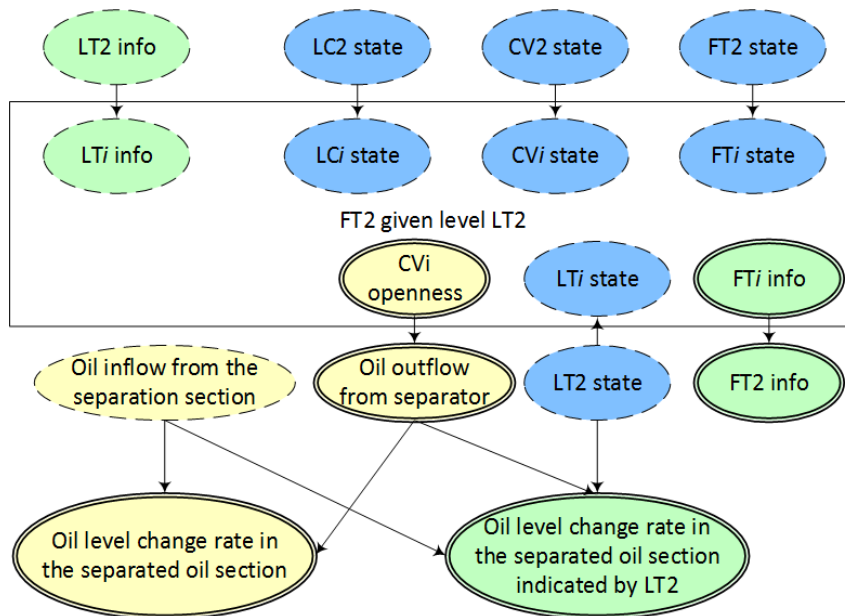 LT2 info
LC2 state
CV2 state
FT2 state
LTi info
LCi state
CVi state
FTi state
FT2 given level LT2
CVi
openness
LTi state
FTi info
Oil inflow from the
separation section
Oil outflow
from separator
LT2 state
FT2 info
Oil level change rate in
the separated oil section
Oil level change rate in
the separated oil section
indicated by LT2